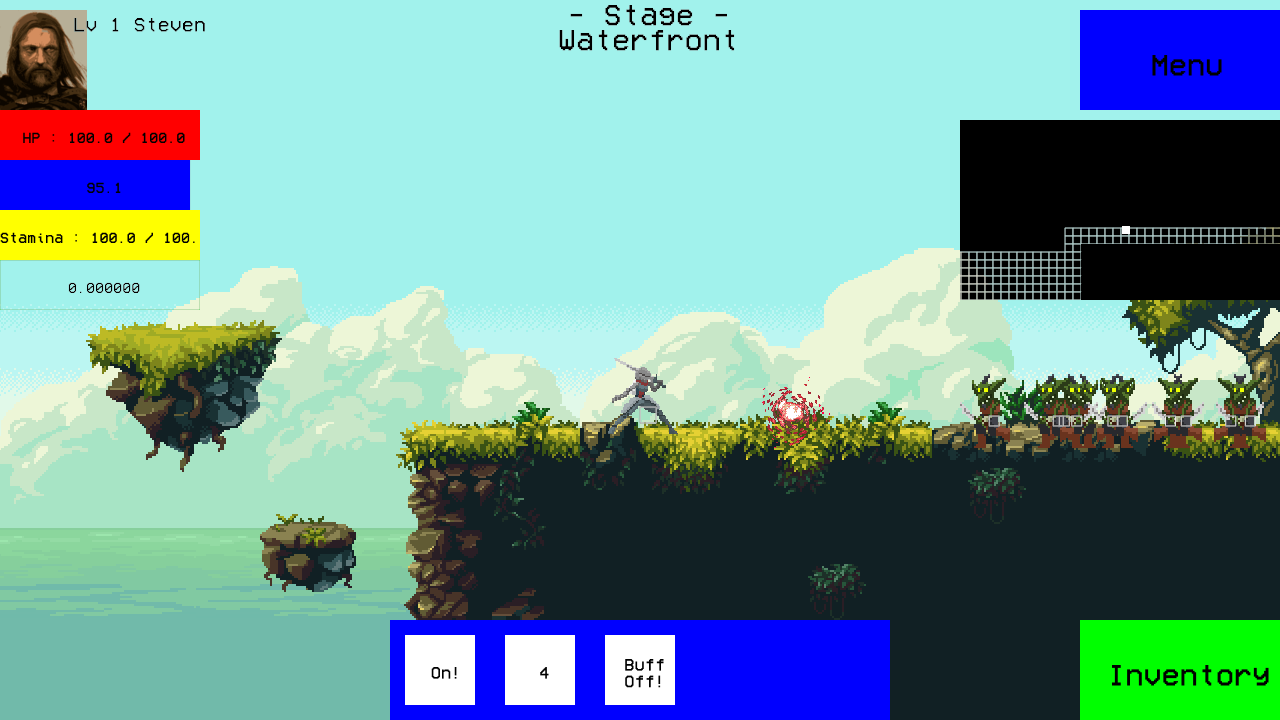 Lv 1 Steven
- Stage -
Waterfront
Menu
HP : 100.0 / 100.0
95.1
Stamina : 100.0 / 100.
0.000000
On!
4
Buff
Off!
Inventory